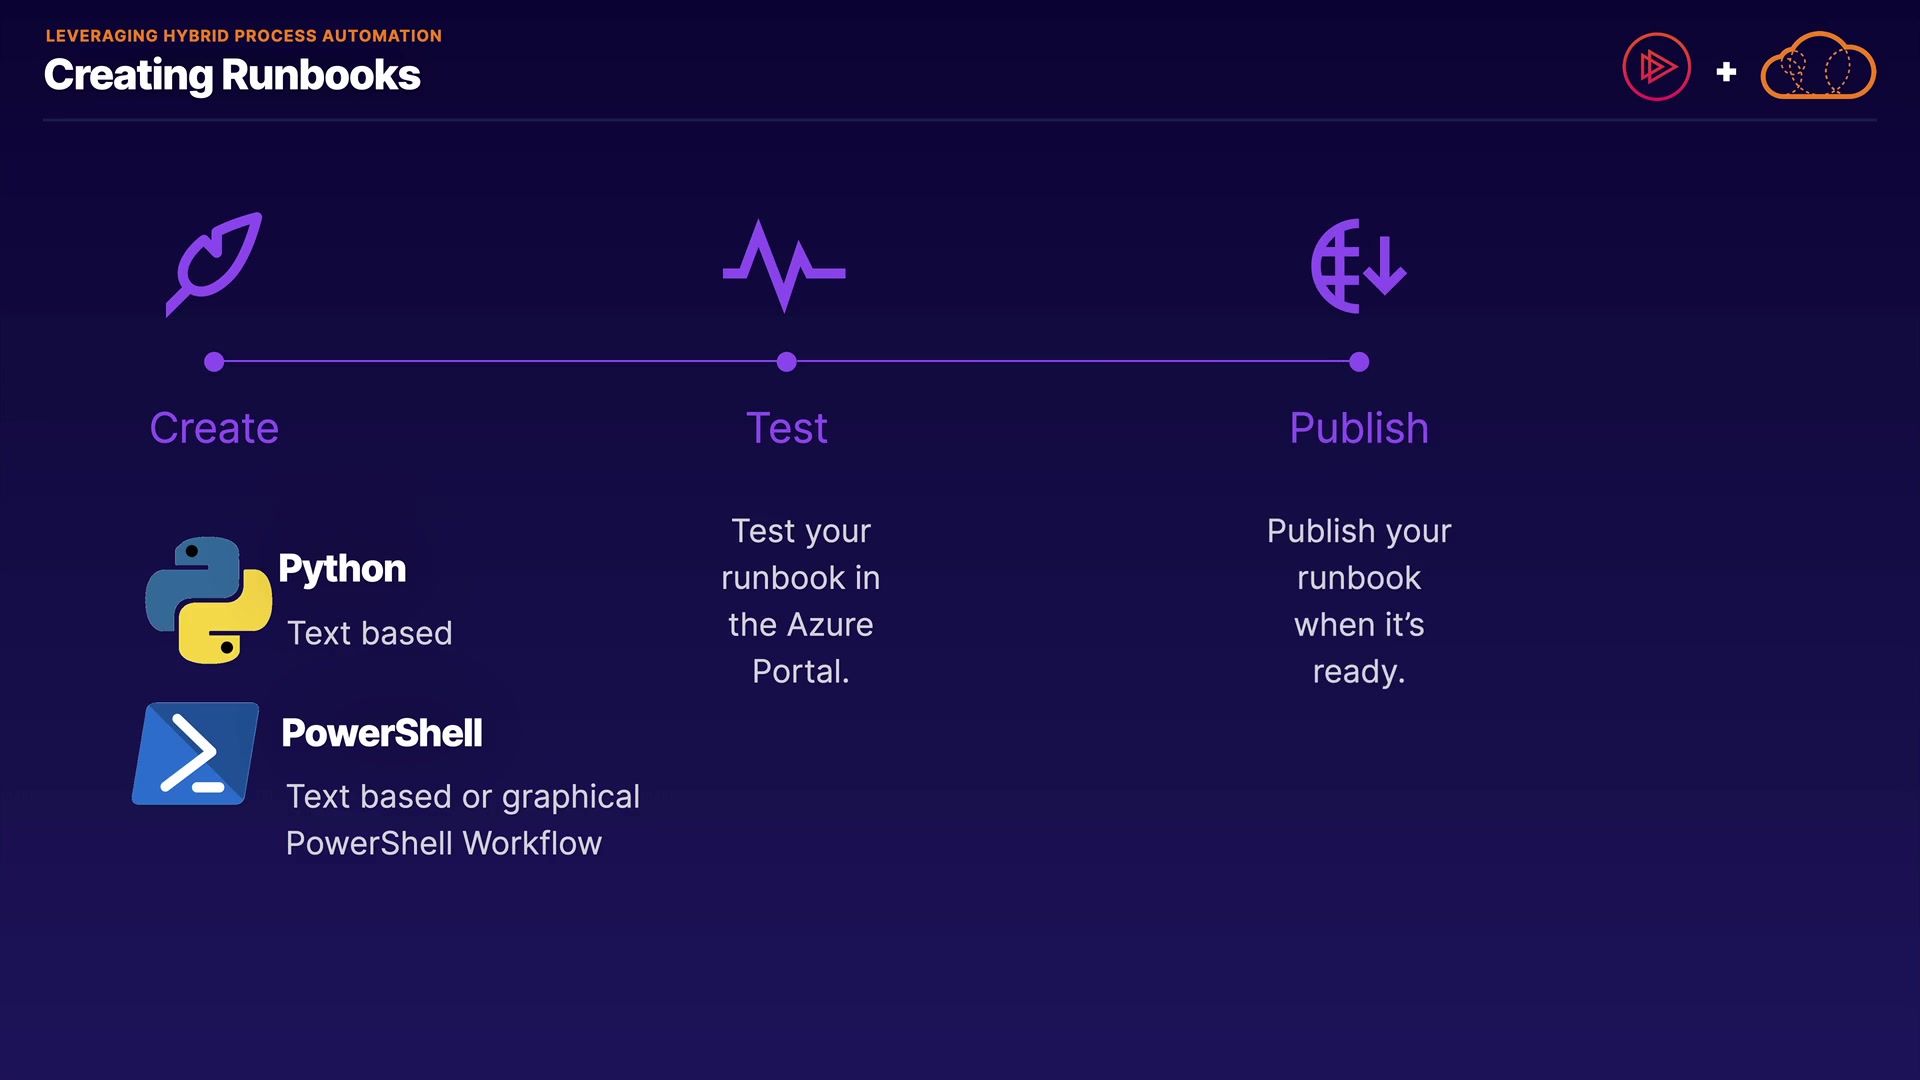 LEVERAGING HYBRID PROCESS AUTOMATION
Creating Runbooks
Create
Python
Text based
PowerShell
Text based or graphical
PowerShell Workflow
Test
Test your
runbook in
the Azure
Portal.
Publish
Publish your
runbook
when it’s
ready.